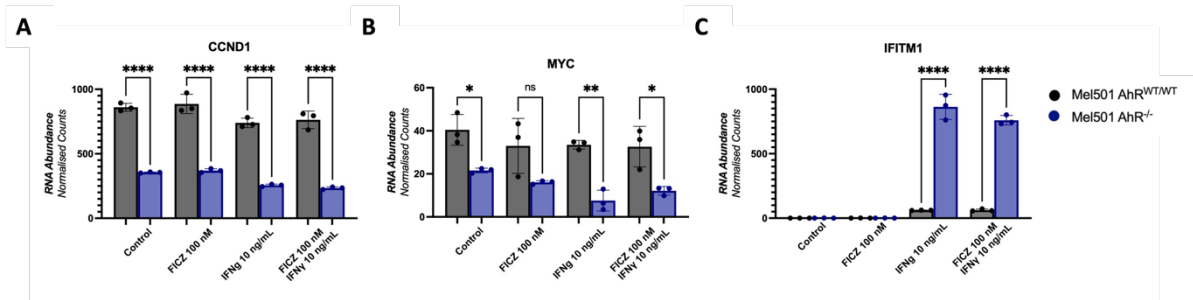 A
CCND1
**** **** **** ****
1000
500
0
RNA Abundance
Normalised Counts
Control
FICZ 100 nM
IFNg 10 ng/mL
FICZ 100 nM
IFNγ 10 ng/mL
B
MYC
* ns ** *
60
40
20
0
RNA Abundance
Normalised Counts
Control
FICZ 100 nM
IFNg 10 ng/mL
FICZ 100 nM
IFNγ 10 ng/mL
C
IFITM1
**** ****
1000
500
0
RNA Abundance
Normalised Counts
Control
FICZ 100 nM
IFNg 10 ng/mL
FICZ 100 nM
IFNγ 10 ng/mL
Mel501 AhR^WT/WT
Mel501 AhR^-/-